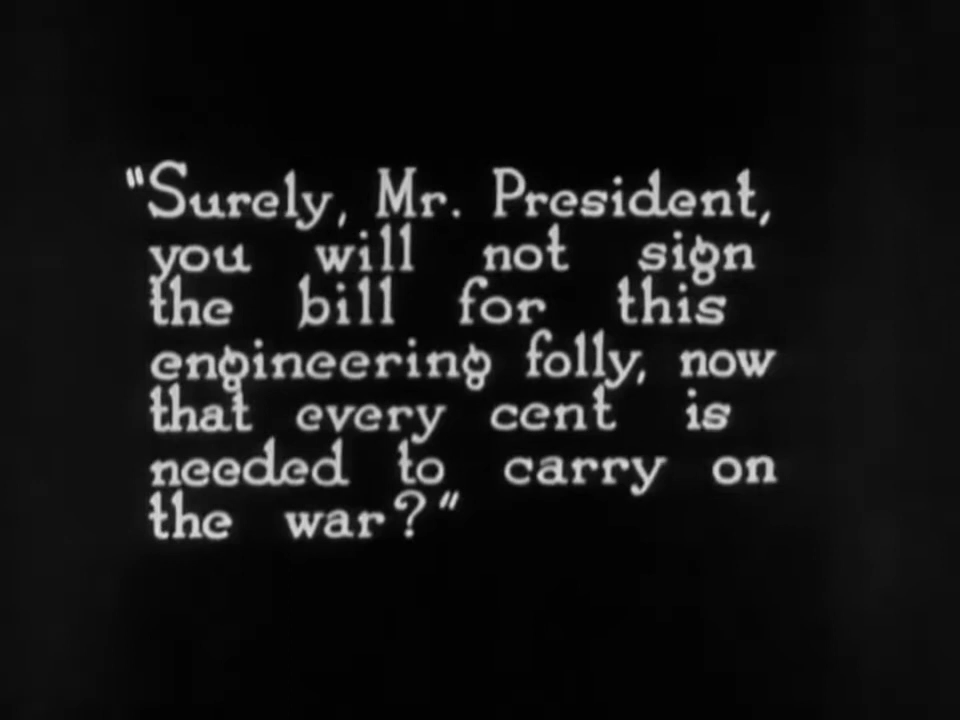 "Surely, Mr. President,
you will not sign
the bill for this
engineering folly, now
that every cent is
needed to carry on
the war?"